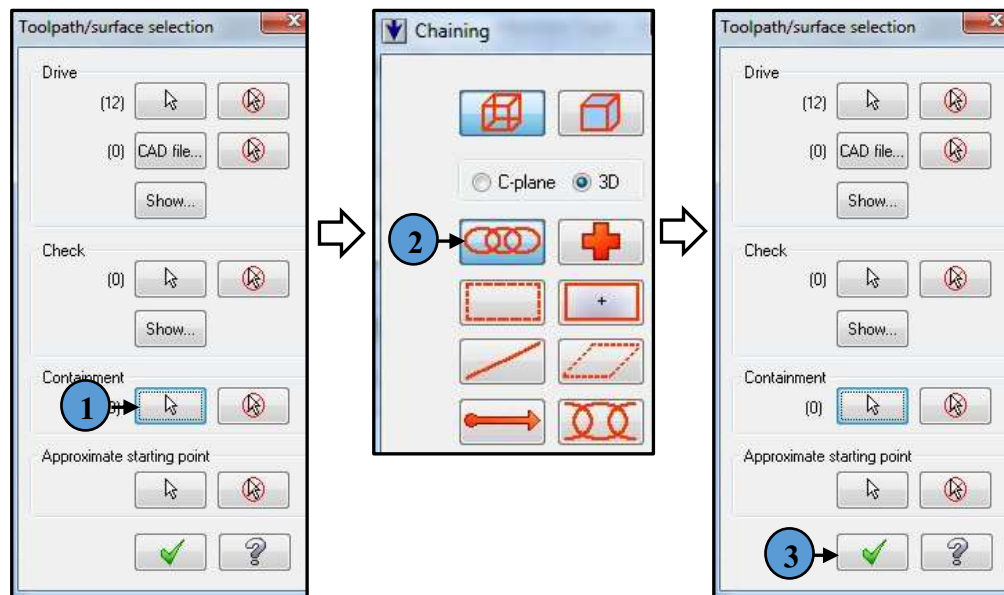 Toolpath/surface selection
Drive
(12)
(0) CAD file...
Show...
Check
(0)
Show...
Containment
1
Approximate starting point
Chaining
C-plane 3D
2
+
Toolpath/surface selection
Drive
(12)
(0) CAD file...
Show...
Check
(0)
Show...
Containment
(0)
Approximate starting point
3